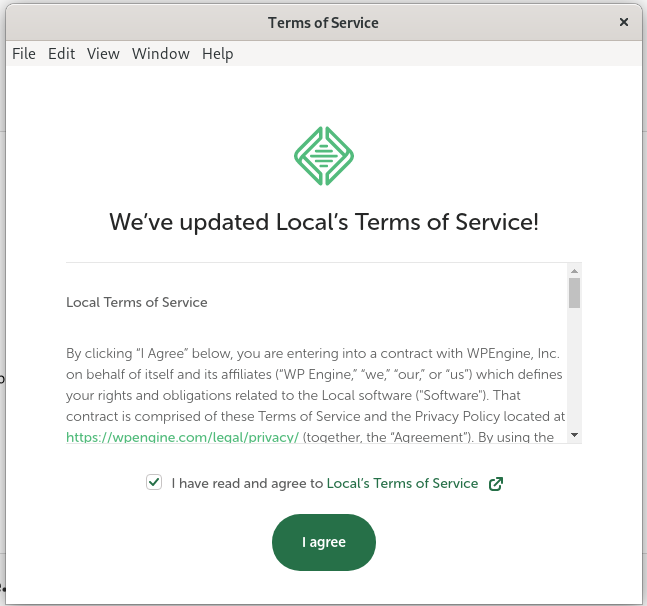 Terms of Service
File Edit View Window Help
We’ve updated Local’s Terms of Service!
Local Terms of Service
By clicking “I Agree” below, you are entering into a contract with WPEngine, Inc.
on behalf of itself and its affiliates (“WP Engine,” “we,” “our,” or “us”) which defines
your rights and obligations related to the Local software ("Software"). That
contract is comprised of these Terms of Service and the Privacy Policy located at
https://wpengine.com/legal/privacy/ (together, the “Agreement”). By using the
I have read and agree to Local’s Terms of Service
I agree